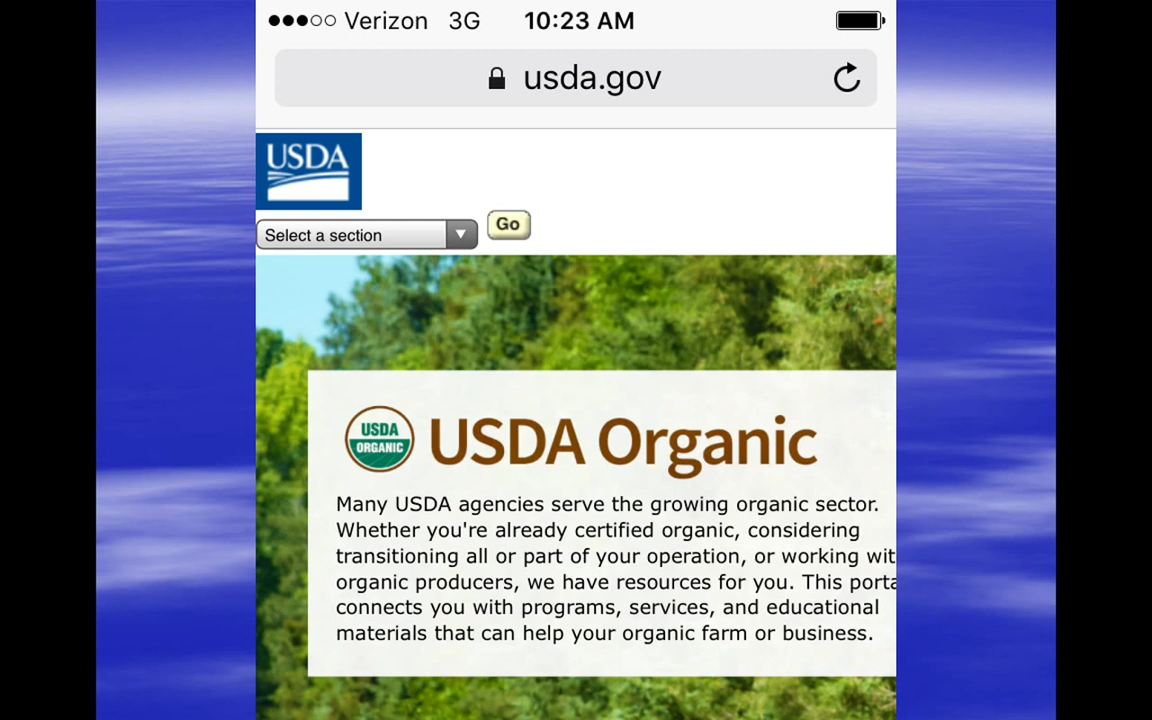 Verizon 3G 10:23 AM
usda.gov
USDA
Select a section
Go
USDA
ORGANIC
USDA Organic
Many USDA agencies serve the growing organic sector.
Whether you're already certified organic, considering
transitioning all or part of your operation, or working wit
organic producers, we have resources for you. This porta
connects you with programs, services, and educational
materials that can help your organic farm or business.